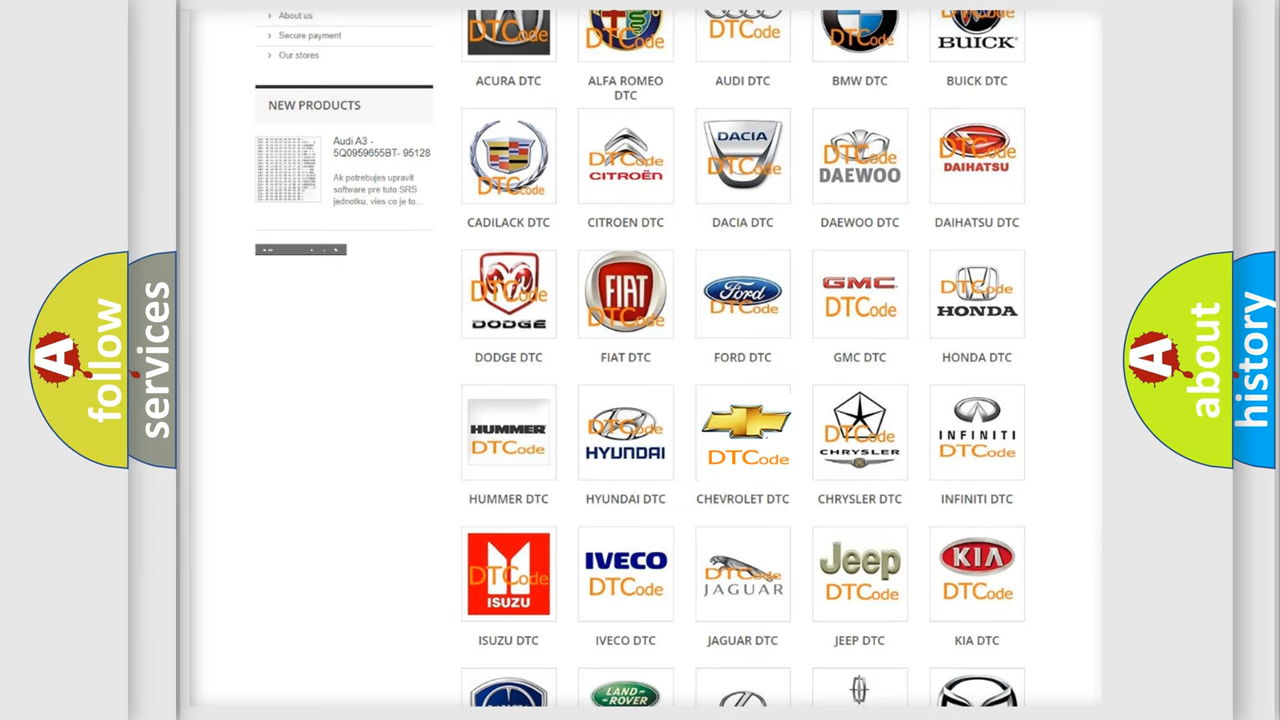 About us
Secure payment
Our stores
NEW PRODUCTS
Audi A3 -
5Q0959655BT- 95128
Ak potrebujes upravit
software pre tuto SRS
jednotku, vies co je to...
DTCode DTCode DTCode DTCode BUICK
ACURA DTC ALFA ROMEO DTC AUDI DTC BMW DTC BUICK DTC
DTCode DTCode CITROËN DACIA DTCode DTCode DAEWOO DTCode DAIHATSU
CADILACK DTC CITROEN DTC DACIA DTC DAEWOO DTC DAIHATSU DTC
DTCode DODGE FIAT DTCode Ford DTCode GMC DTCode DTCode HONDA
DODGE DTC FIAT DTC FORD DTC GMC DTC HONDA DTC
HUMMER DTCode DTCode HYUNDAI DTCode DTCode CHRYSLER INFINITI DTCode
HUMMER DTC HYUNDAI DTC CHEVROLET DTC CHRYSLER DTC INFINITI DTC
DTCode ISUZU IVECO DTCode DTCode JAGUAR Jeep DTCode KIA DTCode
ISUZU DTC IVECO DTC JAGUAR DTC JEEP DTC KIA DTC
LAND-
ROVER
A
follow
services
A
about
history